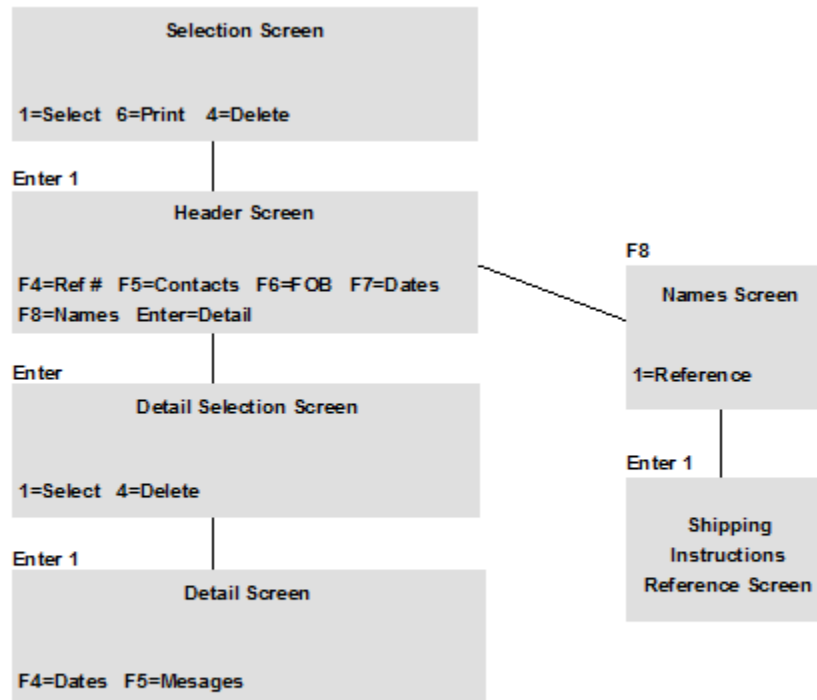 Selection Screen
1=Select 6=Print 4=Delete
Enter 1
Header Screen
F4=Ref # F5=Contacts F6=FOB F7=Dates
F8=Names Enter=Detail
Enter
Detail Selection Screen
1=Select 4=Delete
Enter 1
Detail Screen
F4=Dates F5=Mesages
F8
Names Screen
1=Reference
Enter 1
Shipping
Instructions
Reference Screen